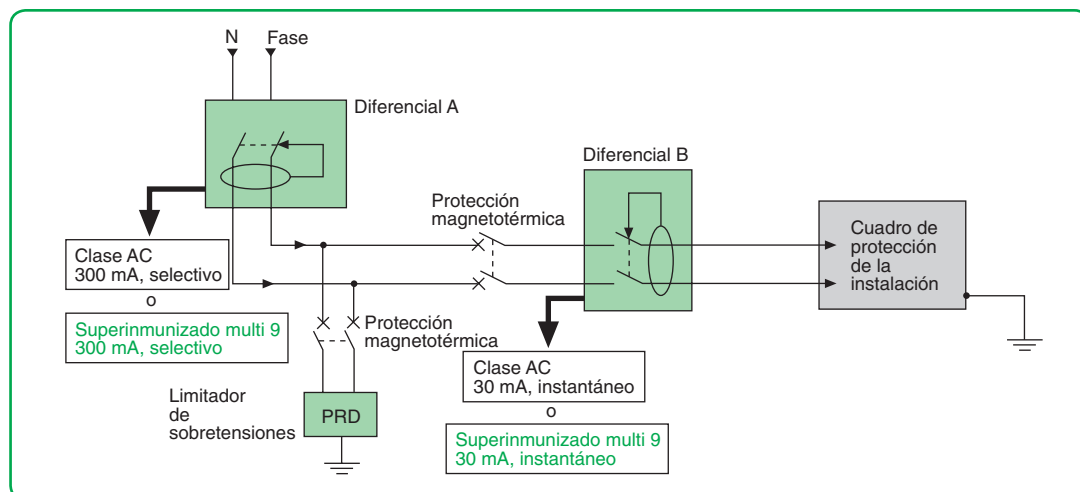 N
Fase
Diferencial A
Diferencial B
Protección
magnetotérmica
Cuadro de
protección
de la
instalación
Clase AC
300 mA, selectivo
o
Superinmunizado multi 9
300 mA, selectivo
Protección
magnetotérmica
Clase AC
30 mA, instantáneo
o
Superinmunizado multi 9
30 mA, instantáneo
Limitador
de
sobretensiones
PRD